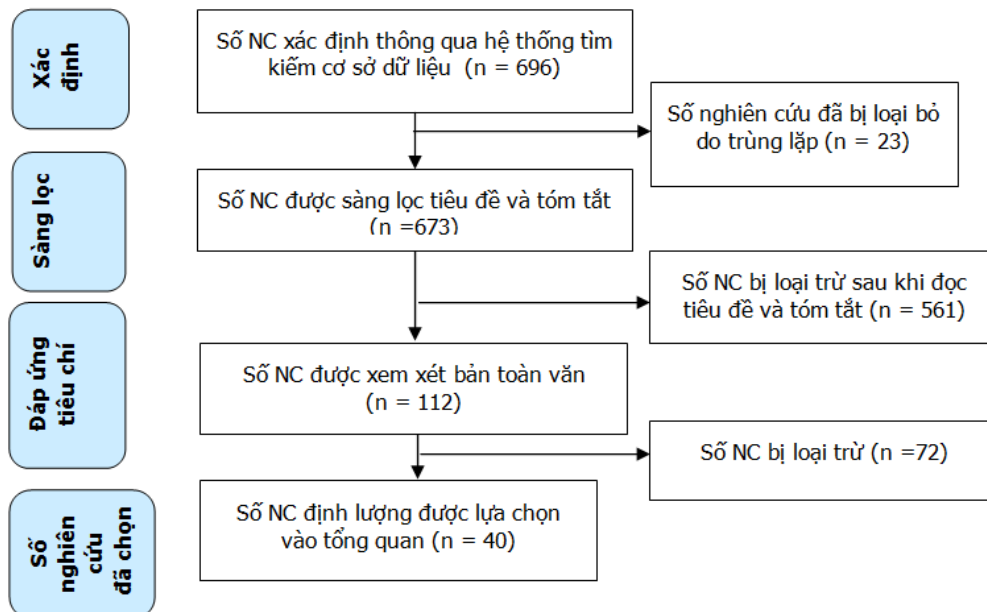 Xác
định
Số NC xác định thông qua hệ thống tìm
kiếm cơ sở dữ liệu (n = 696)
Số nghiên cứu đã bị loại bỏ
do trùng lặp (n = 23)
Sàng lọc
Số NC được sàng lọc tiêu đề và tóm tắt
(n =673)
Số NC bị loại trừ sau khi đọc
tiêu đề và tóm tắt (n = 561)
Đáp ứng
tiêu chí
Số NC được xem xét bản toàn văn
(n = 112)
Số NC bị loại trừ (n =72)
Số
nghiên
cứu
đã chọn
Số NC định lượng được lựa chọn
vào tổng quan (n = 40)